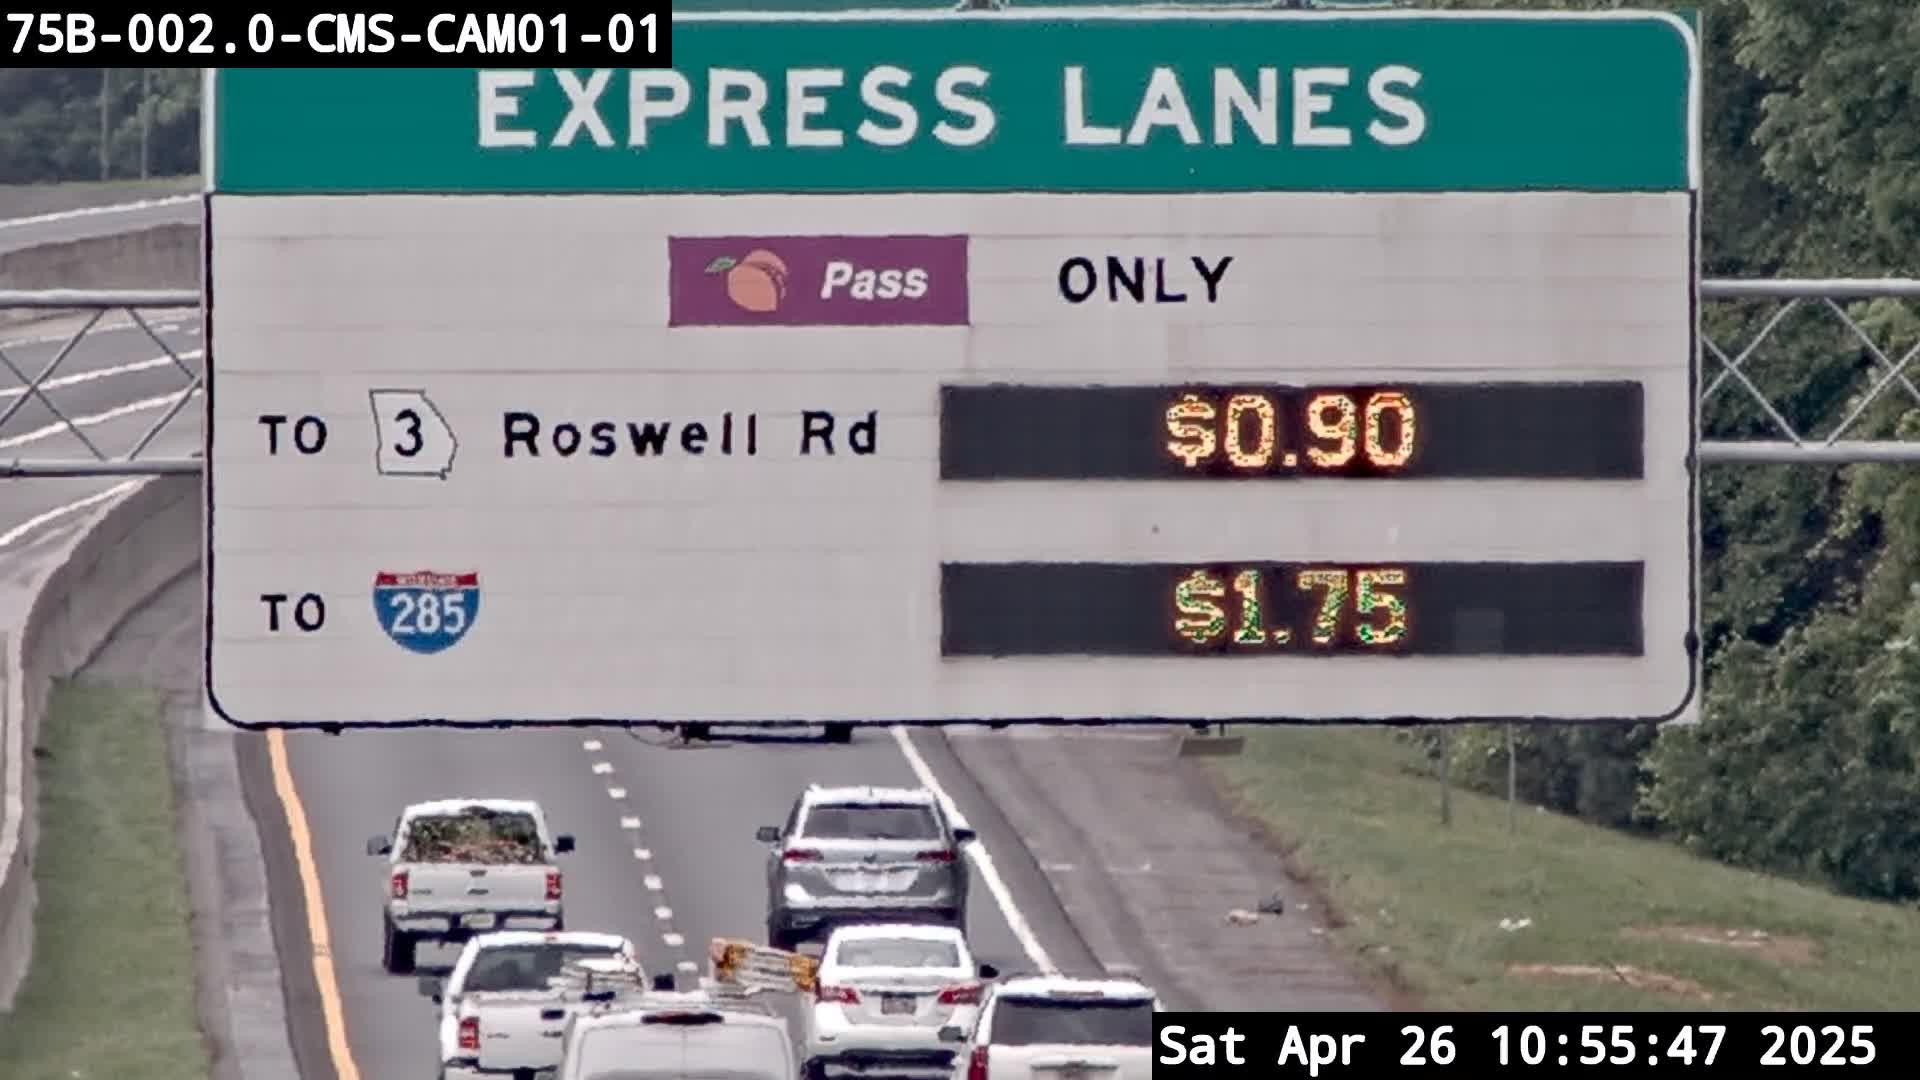 75B-002.0-CMS-CAM01-01
EXPRESS LANES
Pass ONLY
TO 3 Roswell Rd $0.90
TO INTERSTATE 285 $1.75
Sat Apr 26 10:55:47 2025